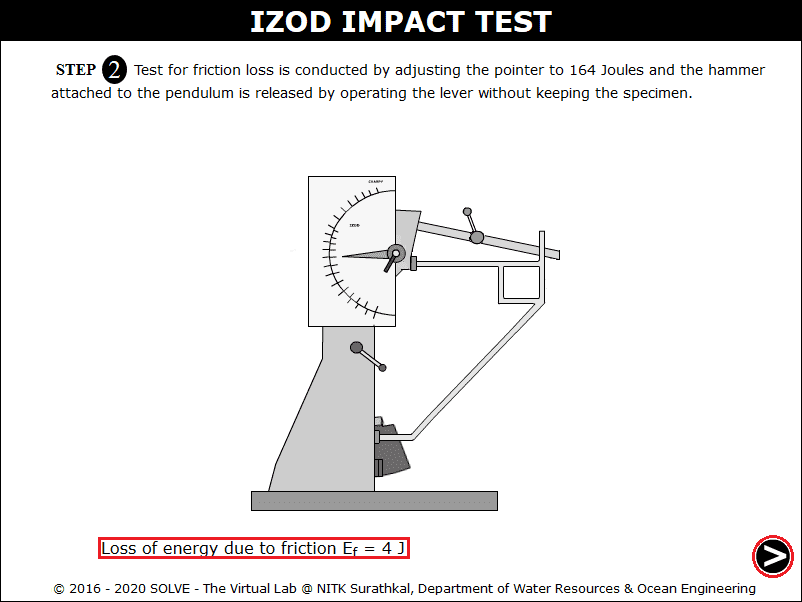 IZOD IMPACT TEST
STEP 2 Test for friction loss is conducted by adjusting the pointer to 164 Joules and the hammer
attached to the pendulum is released by operating the lever without keeping the specimen.
CHARPY
IZOD
Loss of energy due to friction Ef = 4 J
© 2016 - 2020 SOLVE - The Virtual Lab @ NITK Surathkal, Department of Water Resources & Ocean Engineering